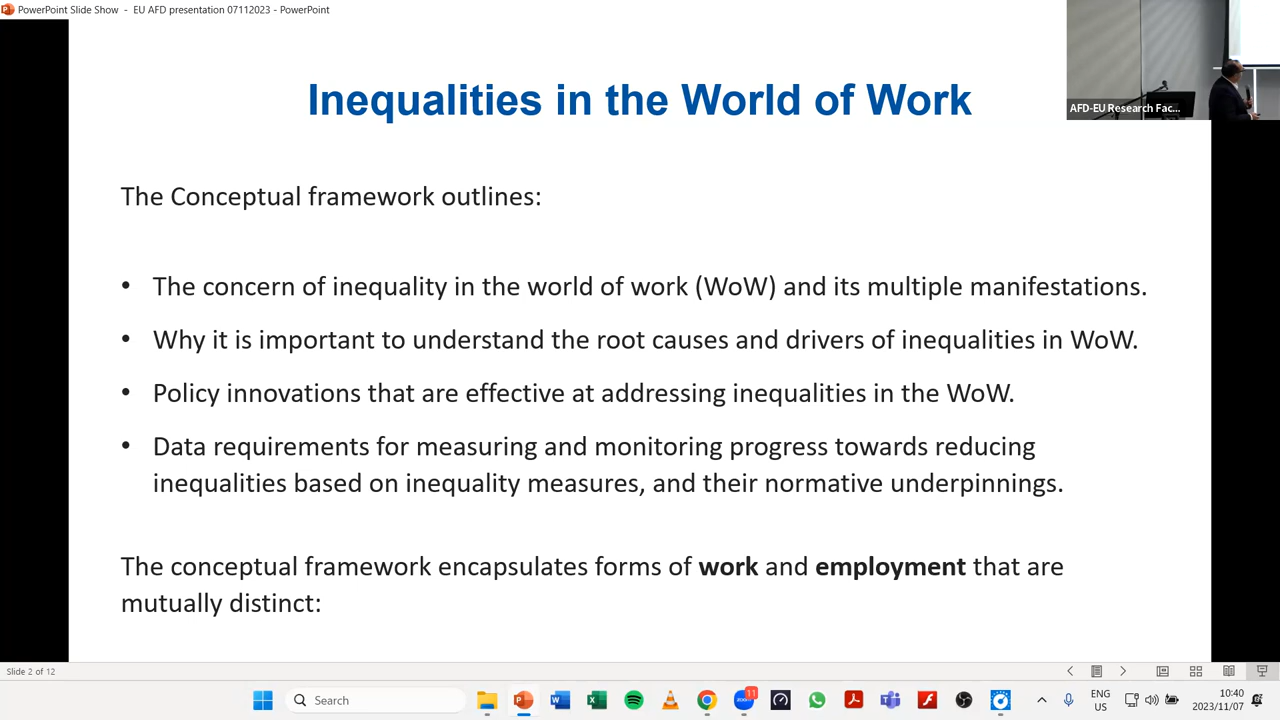 PowerPoint Slide Show - EU AFD presentation 07112023 - PowerPoint
Inequalities in the World of Work
AFD-EU Research Fac...
The Conceptual framework outlines:
• The concern of inequality in the world of work (WoW) and its multiple manifestations.
• Why it is important to understand the root causes and drivers of inequalities in WoW.
• Policy innovations that are effective at addressing inequalities in the WoW.
• Data requirements for measuring and monitoring progress towards reducing
inequalities based on inequality measures, and their normative underpinnings.
The conceptual framework encapsulates forms of work and employment that are
mutually distinct:
Slide 2 of 12
Search
11
ENG
US
10:40
2023/11/07